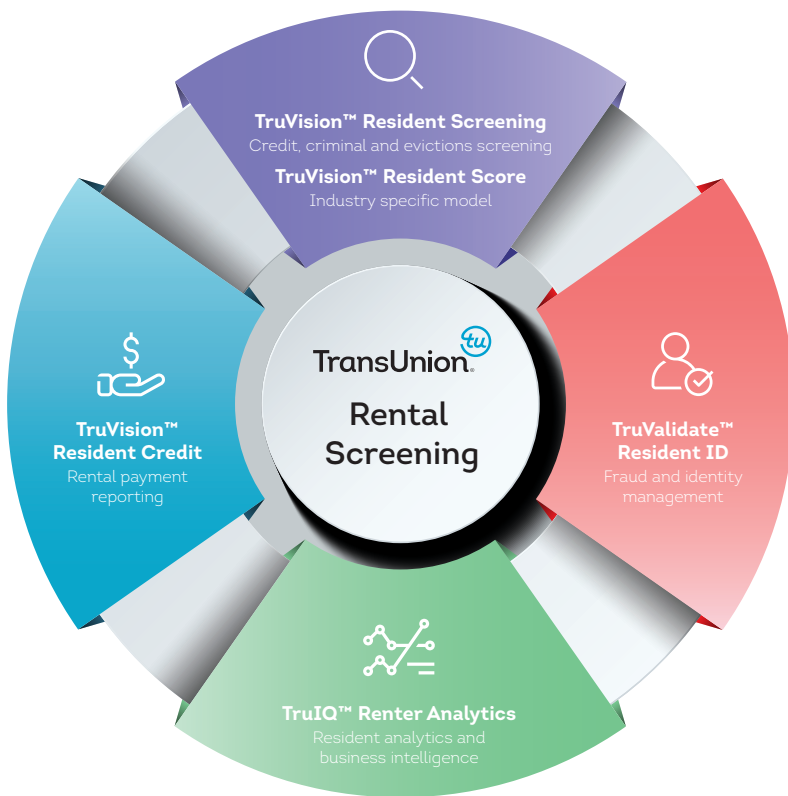 TruVision™ Resident Screening
Credit, criminal and evictions screening
TruVision™ Resident Score
Industry specific model
TransUnion®
tu
Rental
Screening
TruVision™
Resident Credit
Rental payment
reporting
TruValidate™
Resident ID
Fraud and identity
management
TruIQ™ Renter Analytics
Resident analytics and
business intelligence